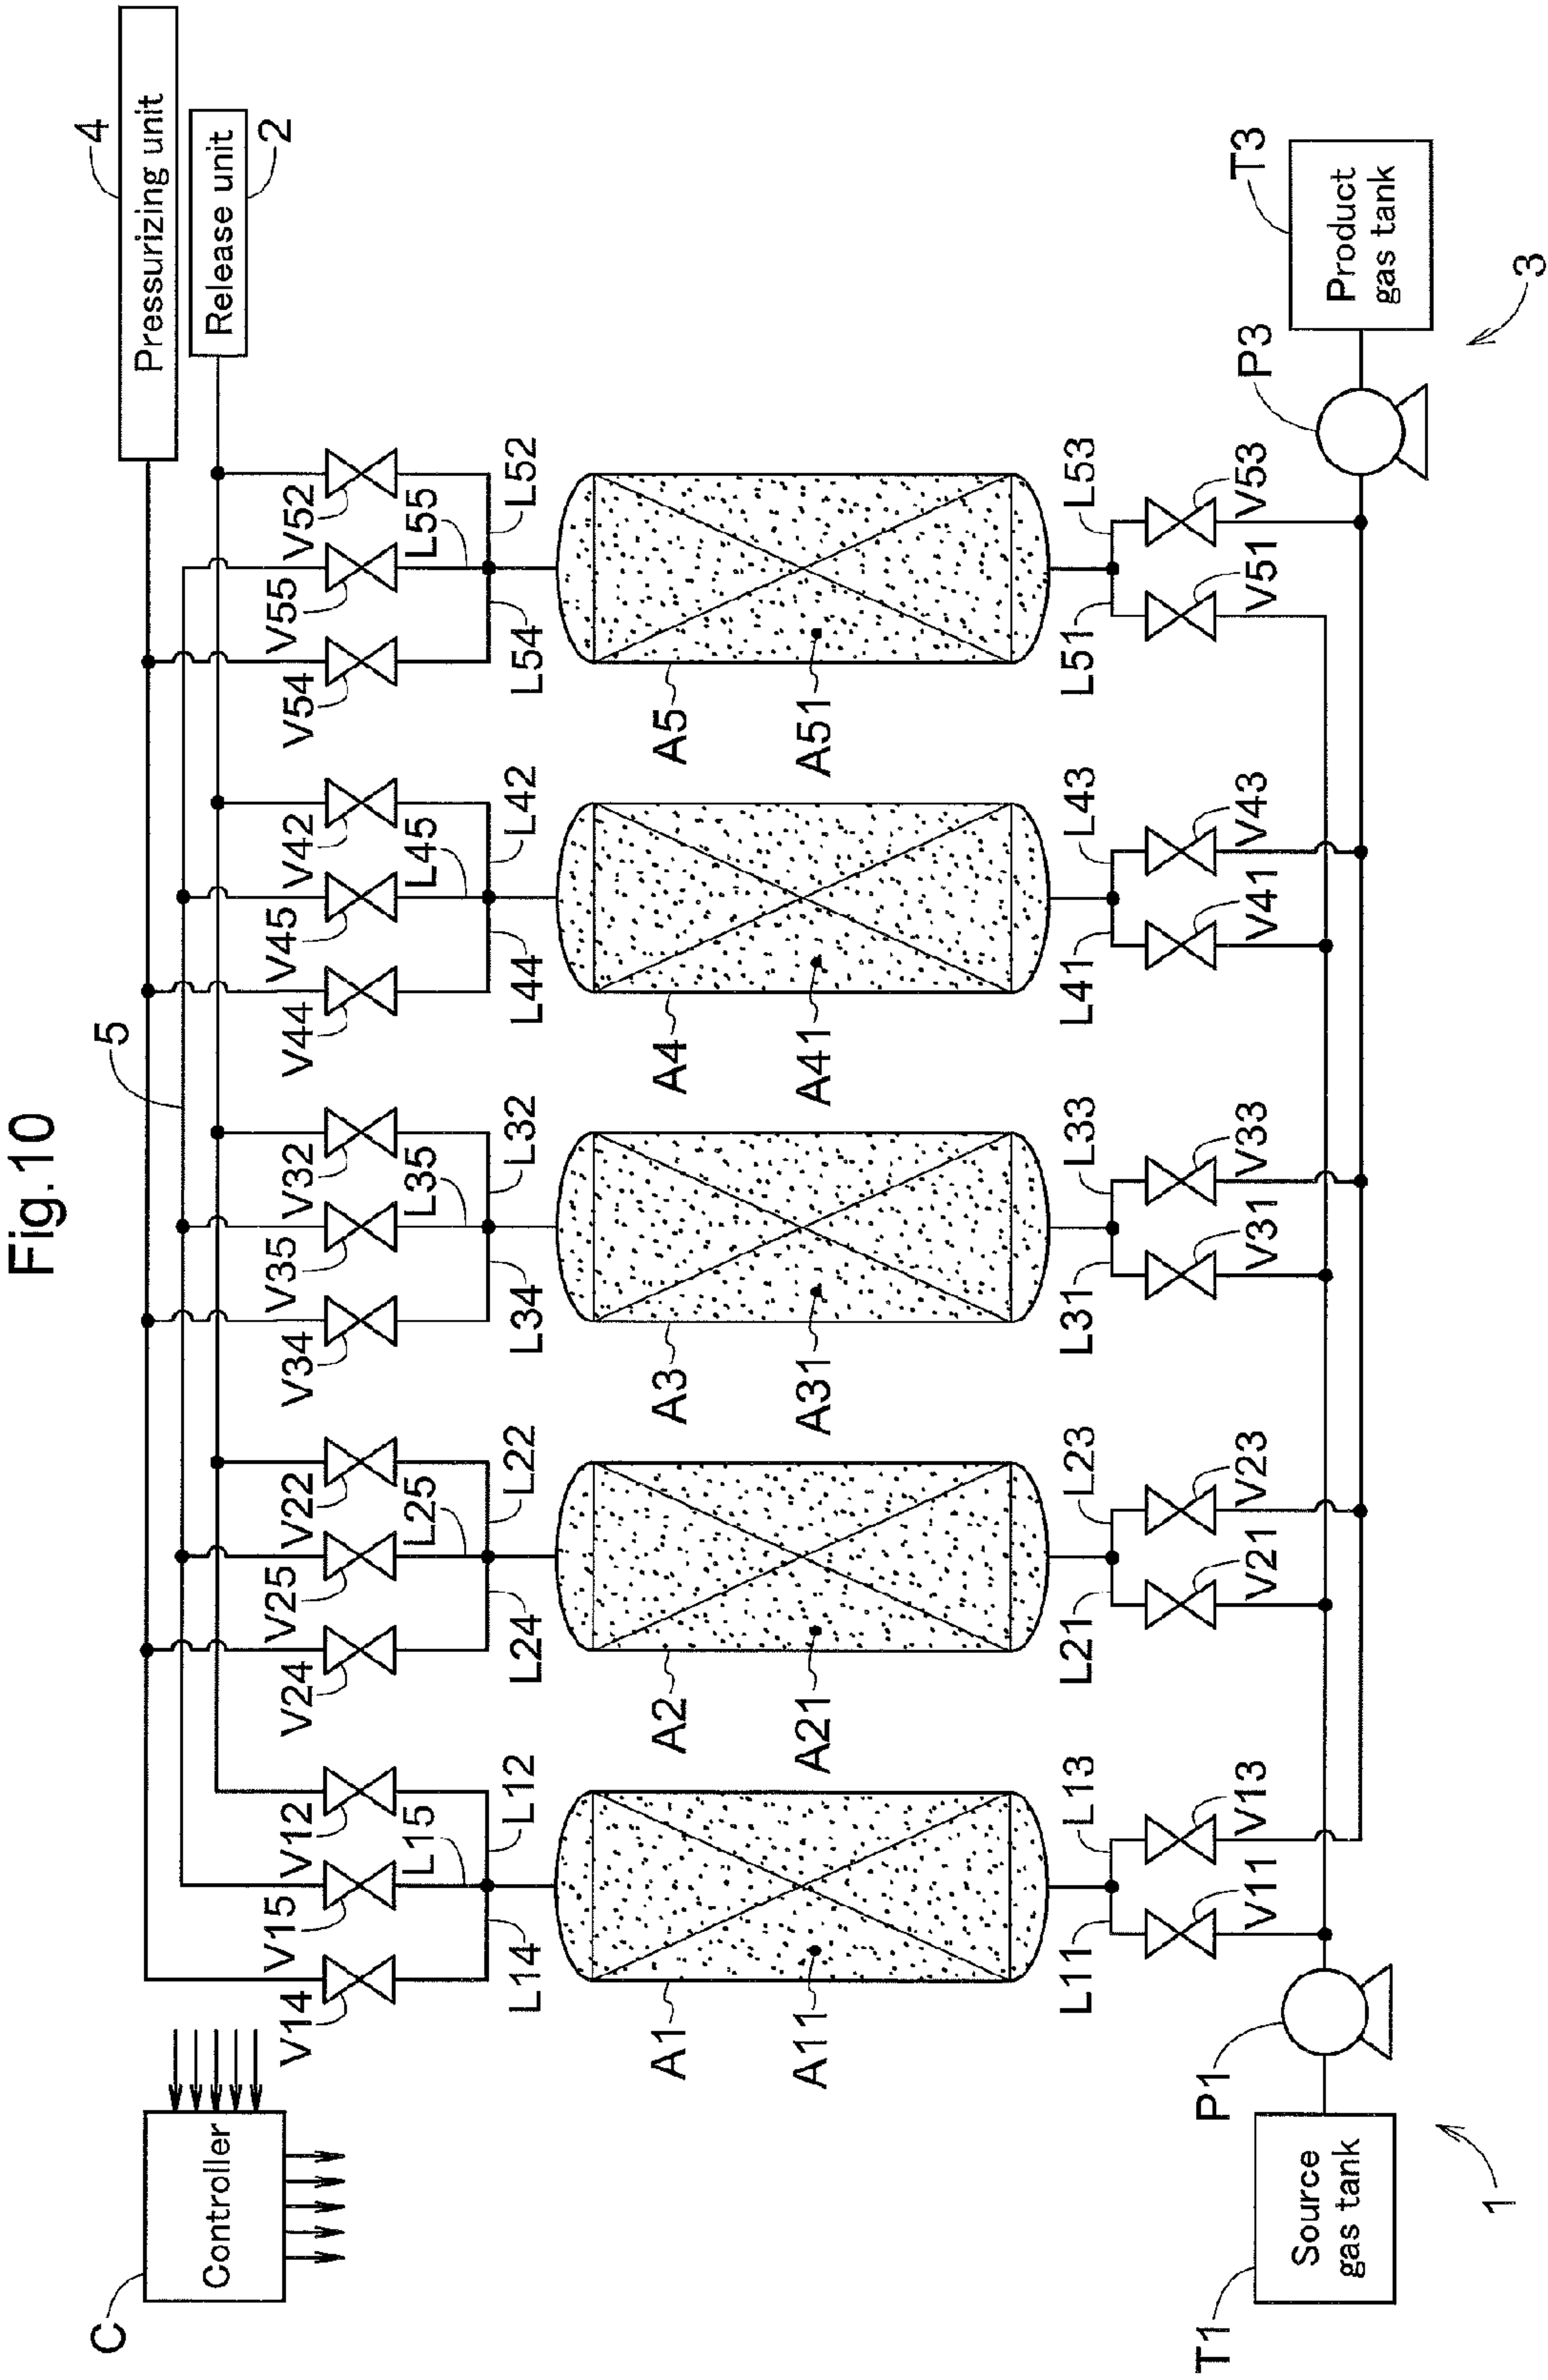 Fig.10
C
Controller
4
Pressurizing unit
2
Release unit
5
V14
V15
V12
V24
V25
V22
V34
V35
V32
V44
V45
V42
V54
V55
V52
L14
L15
L12
L24
L25
L22
L34
L35
L32
L44
L45
L42
L54
L55
L52
A1
A2
A3
A4
A5
A11
A21
A31
A41
A51
L11
L13
L21
L23
L31
L33
L41
L43
L51
L53
V11
V13
V21
V23
V31
V33
V41
V43
V51
V53
T1
Source
gas tank
P1
1
P3
T3
Product
gas tank
3